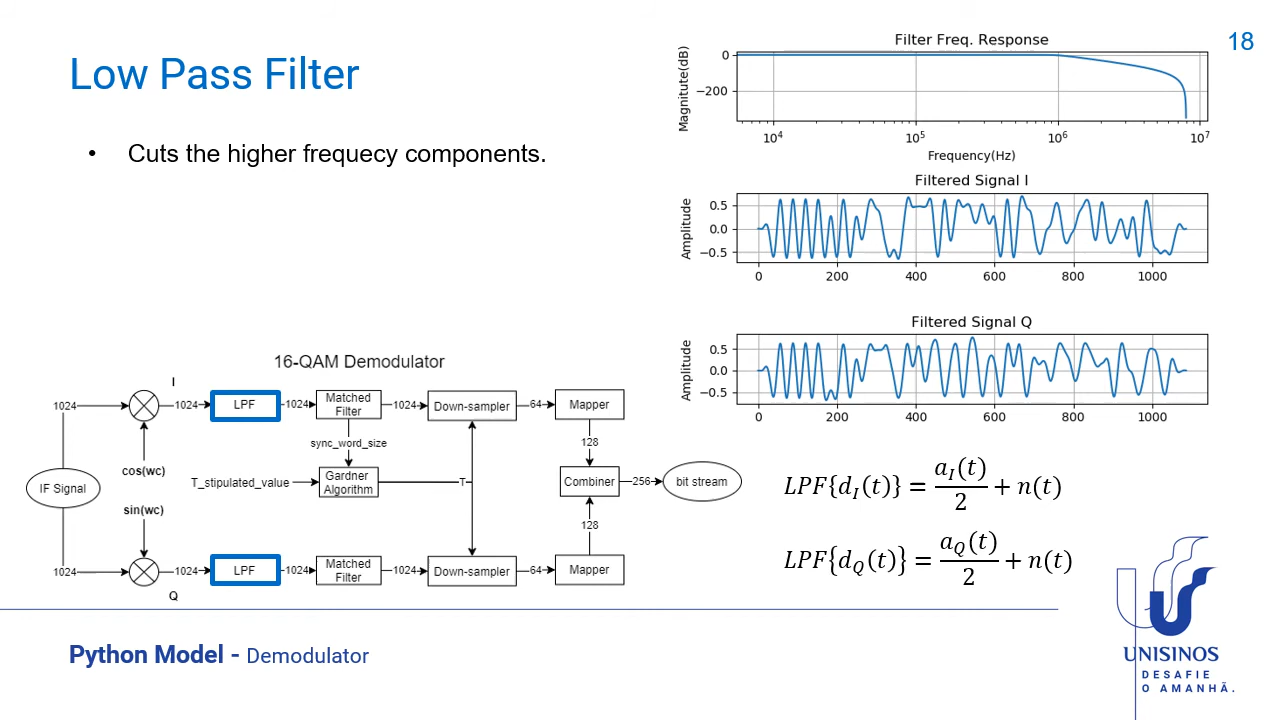 18
Low Pass Filter
• Cuts the higher frequecy components.
Filter Freq. Response
Magnitute(dB)
0
−200
10^4 10^5 10^6 10^7
Frequency(Hz)
Filtered Signal I
Amplitude
0.5
0.0
−0.5
0 200 400 600 800 1000
Filtered Signal Q
Amplitude
0.5
0.0
−0.5
0 200 400 600 800 1000
16-QAM Demodulator
I
1024 1024 LPF 1024 Matched Filter 1024 Down-sampler 64 Mapper
sync_word_size
128
cos(wc)
IF Signal
T_stipulated_value
Gardner Algorithm
T
Combiner
256
bit stream
sin(wc)
128
1024 1024 LPF 1024 Matched Filter 1024 Down-sampler 64 Mapper
Q
LPF{d_I(t)} = a_I(t)/2 + n(t)
LPF{d_Q(t)} = a_Q(t)/2 + n(t)
Python Model - Demodulator
UNISINOS
DESAFIE
O AMANHÃ.